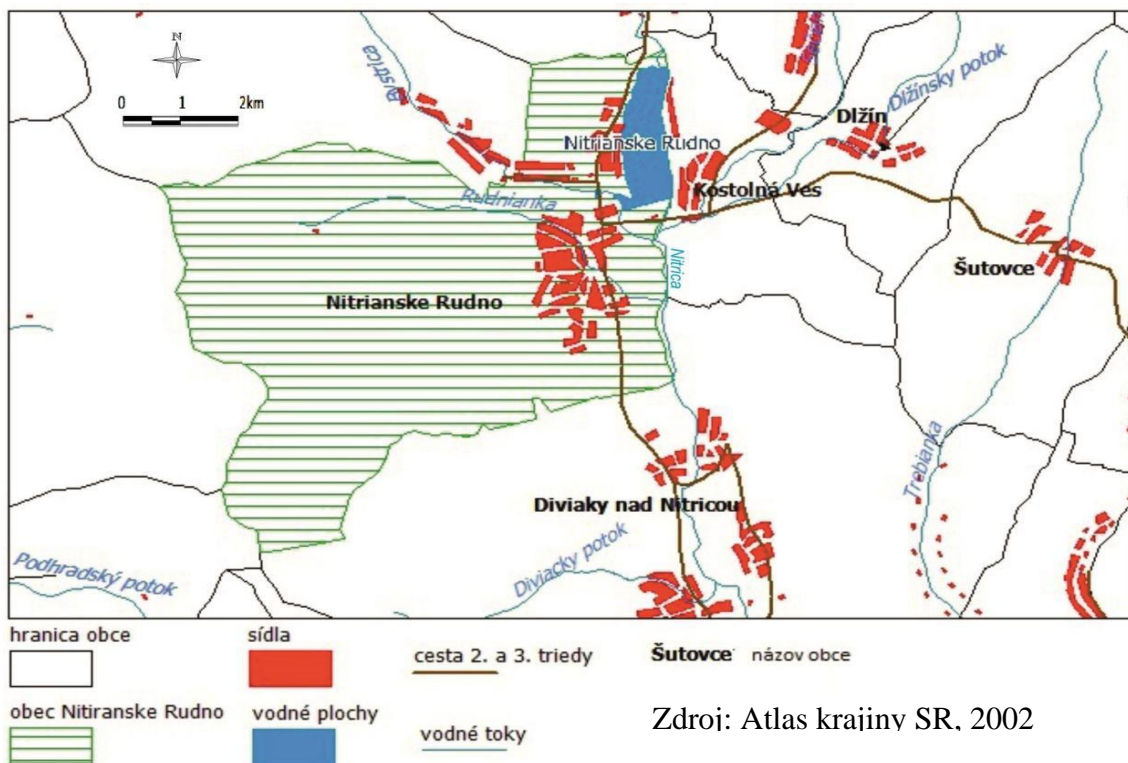 N
0 1 2km
Bystrica
Dlžínsky potok
Dlžín
Nitrianske Rudno
Kostolná Ves
Rudnianka
Nitrica
Šutovce
Nitrianske Rudno
Trebianka
Diviaky nad Nitricou
Diviacky potok
Podhradský potok
hranica obce
sídla
cesta 2. a 3. triedy
Šutovce názov obce
obec Nitiranske Rudno
vodné plochy
vodné toky
Zdroj: Atlas krajiny SR, 2002